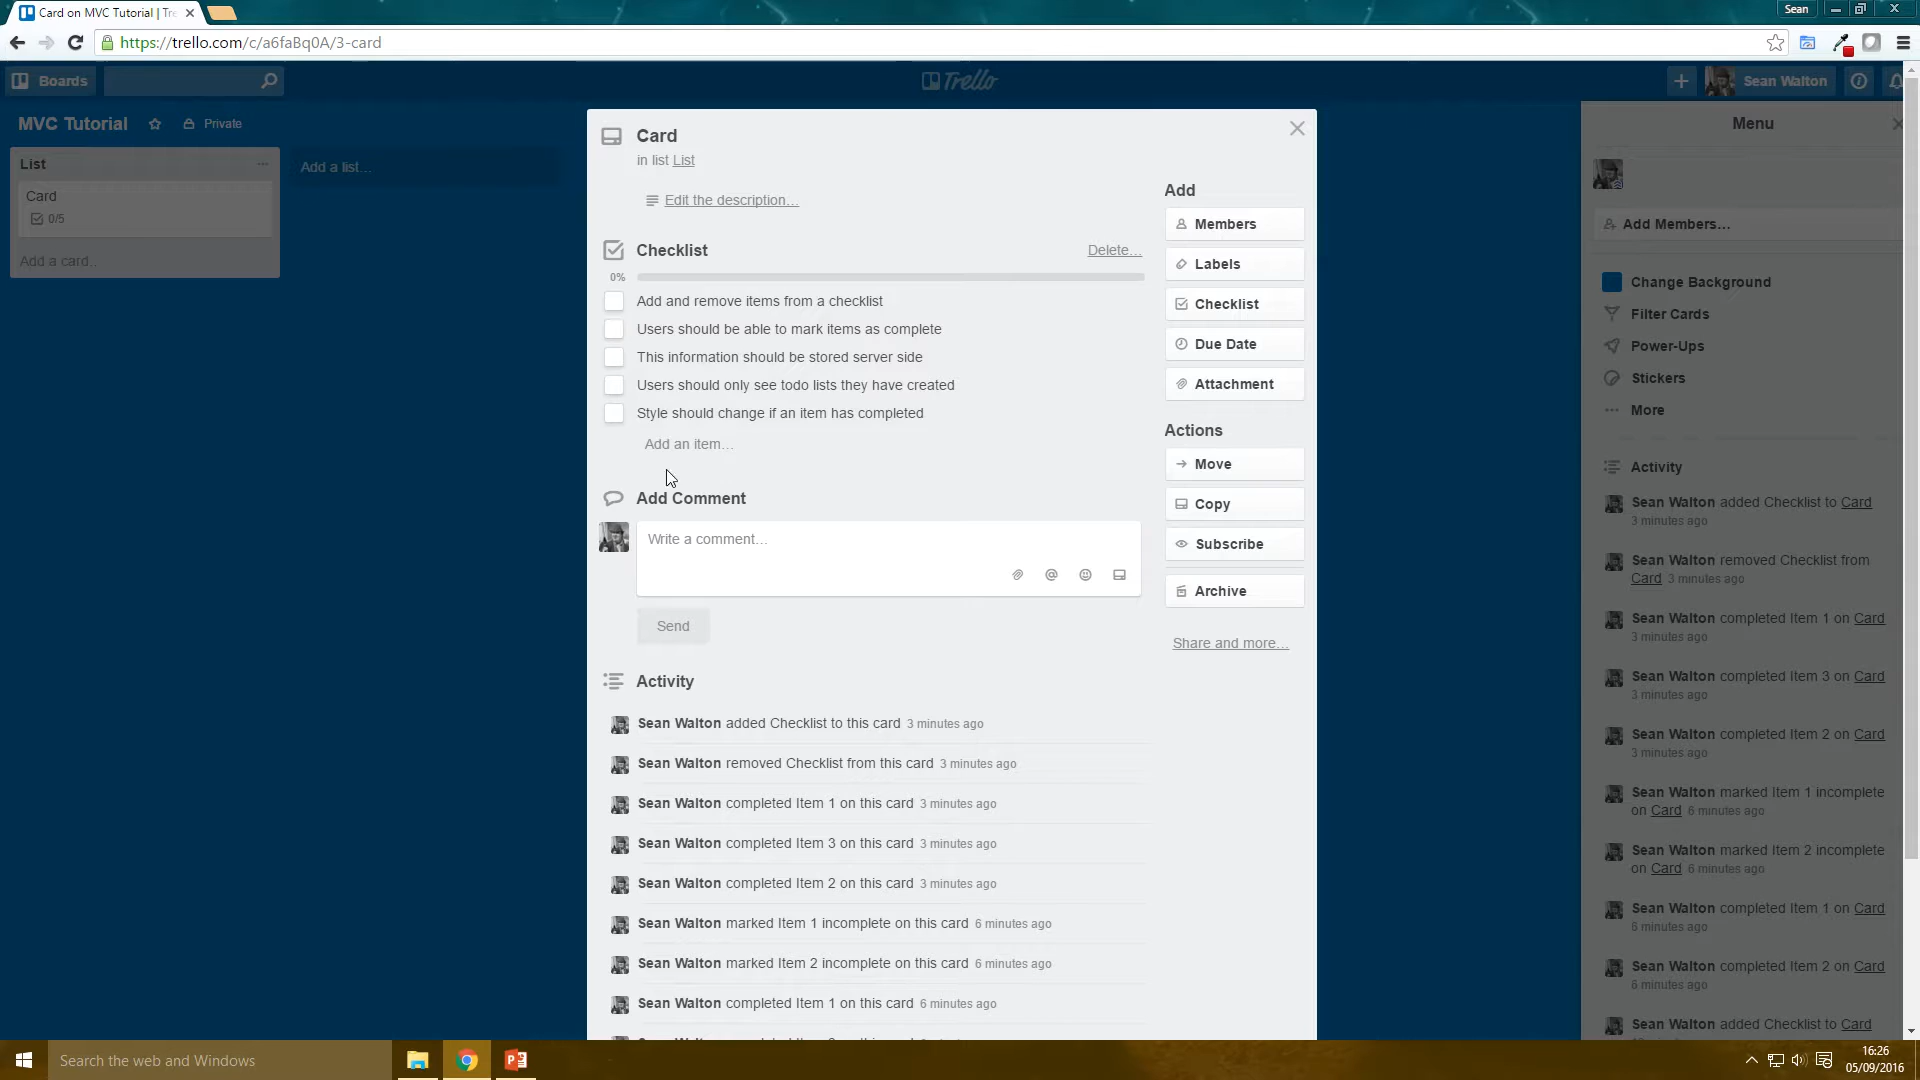 Card on MVC Tutorial | Tre
Sean
https://trello.com/c/a6faBq0A/3-card
Boards
Trello
Sean Walton
MVC Tutorial
Private
List
Card
0/5
Add a card...
Add a list...
Card
in list List
Edit the description...
Checklist
Delete...
0%
Add and remove items from a checklist
Users should be able to mark items as complete
This information should be stored server side
Users should only see todo lists they have created
Style should change if an item has completed
Add an item...
Add Comment
Write a comment...
Send
Activity
Sean Walton added Checklist to this card 3 minutes ago
Sean Walton removed Checklist from this card 3 minutes ago
Sean Walton completed Item 1 on this card 3 minutes ago
Sean Walton completed Item 3 on this card 3 minutes ago
Sean Walton completed Item 2 on this card 3 minutes ago
Sean Walton marked Item 1 incomplete on this card 6 minutes ago
Sean Walton marked Item 2 incomplete on this card 6 minutes ago
Sean Walton completed Item 1 on this card 6 minutes ago
Add
Members
Labels
Checklist
Due Date
Attachment
Actions
Move
Copy
Subscribe
Archive
Share and more...
Menu
Add Members...
Change Background
Filter Cards
Power-Ups
Stickers
More
Activity
Sean Walton added Checklist to Card
3 minutes ago
Sean Walton removed Checklist from
Card 3 minutes ago
Sean Walton completed Item 1 on Card
3 minutes ago
Sean Walton completed Item 3 on Card
3 minutes ago
Sean Walton completed Item 2 on Card
3 minutes ago
Sean Walton marked Item 1 incomplete
on Card 6 minutes ago
Sean Walton marked Item 2 incomplete
on Card 6 minutes ago
Sean Walton completed Item 1 on Card
6 minutes ago
Sean Walton completed Item 2 on Card
6 minutes ago
Sean Walton added Checklist to Card
Search the web and Windows
16:26
05/09/2016